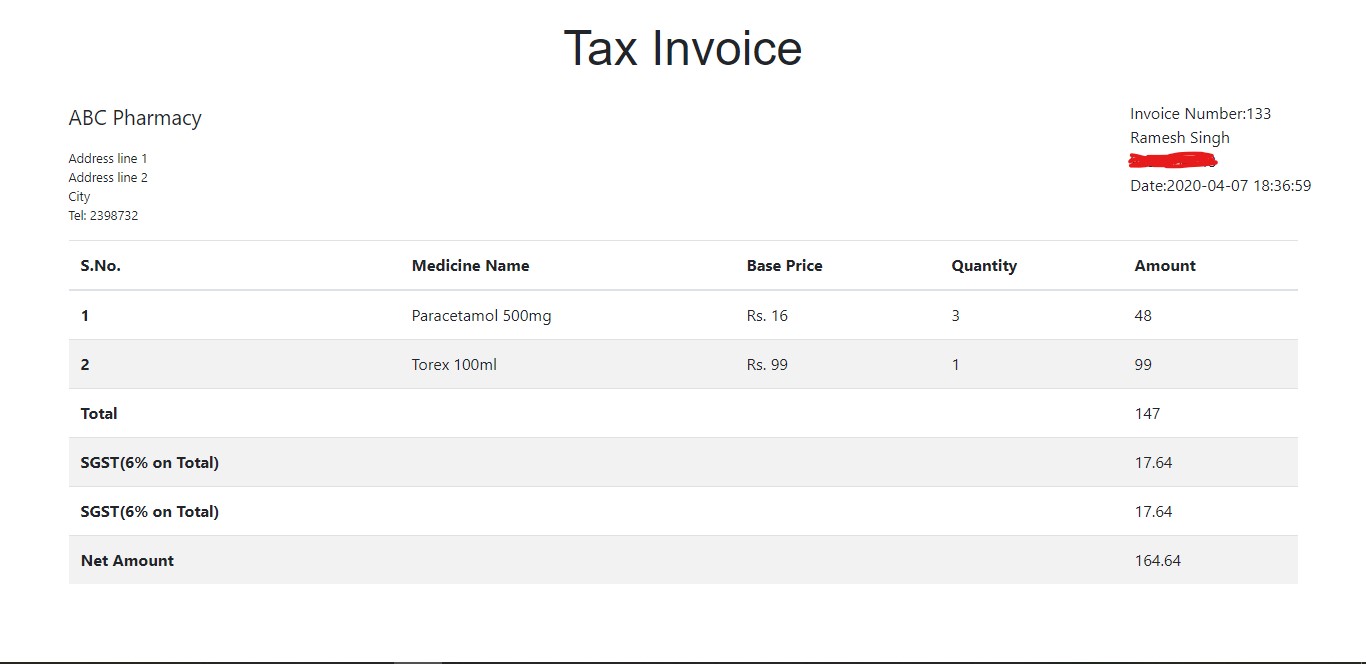 Tax Invoice
ABC Pharmacy
Address line 1
Address line 2
City
Tel: 2398732
Invoice Number:133
Ramesh Singh
Date:2020-04-07 18:36:59
S.No. Medicine Name Base Price Quantity Amount
1 Paracetamol 500mg Rs. 16 3 48
2 Torex 100ml Rs. 99 1 99
Total 147
SGST(6% on Total) 17.64
SGST(6% on Total) 17.64
Net Amount 164.64